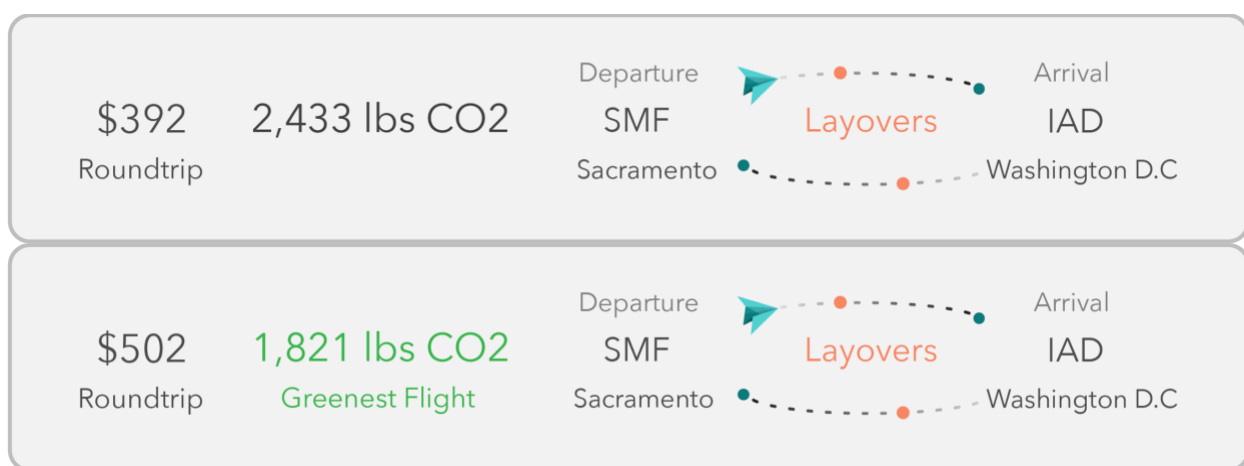 Departure Arrival
$392 2,433 lbs CO2 SMF Layovers IAD
Roundtrip Sacramento Washington D.C
Departure Arrival
$502 1,821 lbs CO2 SMF Layovers IAD
Roundtrip Greenest Flight Sacramento Washington D.C